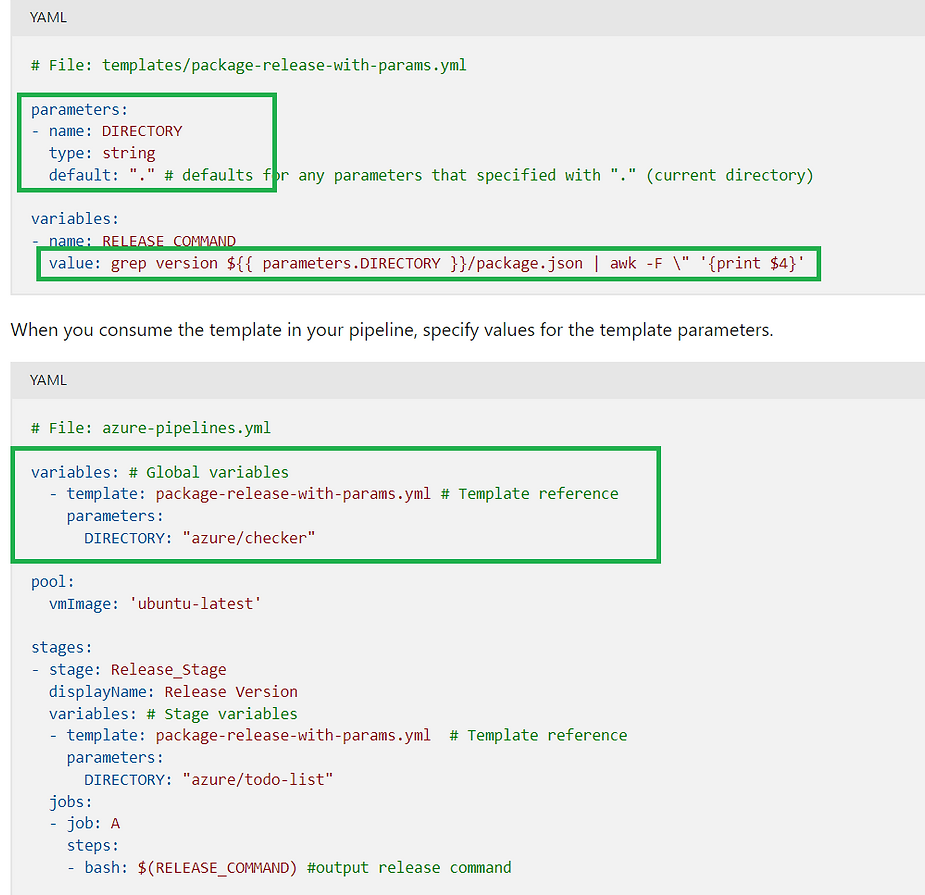 YAML
# File: templates/package-release-with-params.yml
parameters:
- name: DIRECTORY
  type: string
  default: "." # defaults for any parameters that specified with "." (current directory)
variables:
- name: RELEASE_COMMAND
  value: grep version ${{ parameters.DIRECTORY }}/package.json | awk -F \" '{print $4}'
When you consume the template in your pipeline, specify values for the template parameters.
YAML
# File: azure-pipelines.yml
variables: # Global variables
  - template: package-release-with-params.yml # Template reference
    parameters:
      DIRECTORY: "azure/checker"
pool:
  vmImage: 'ubuntu-latest'
stages:
- stage: Release_Stage
  displayName: Release Version
  variables: # Stage variables
  - template: package-release-with-params.yml  # Template reference
    parameters:
      DIRECTORY: "azure/todo-list"
  jobs:
  - job: A
    steps:
    - bash: $(RELEASE_COMMAND) #output release command